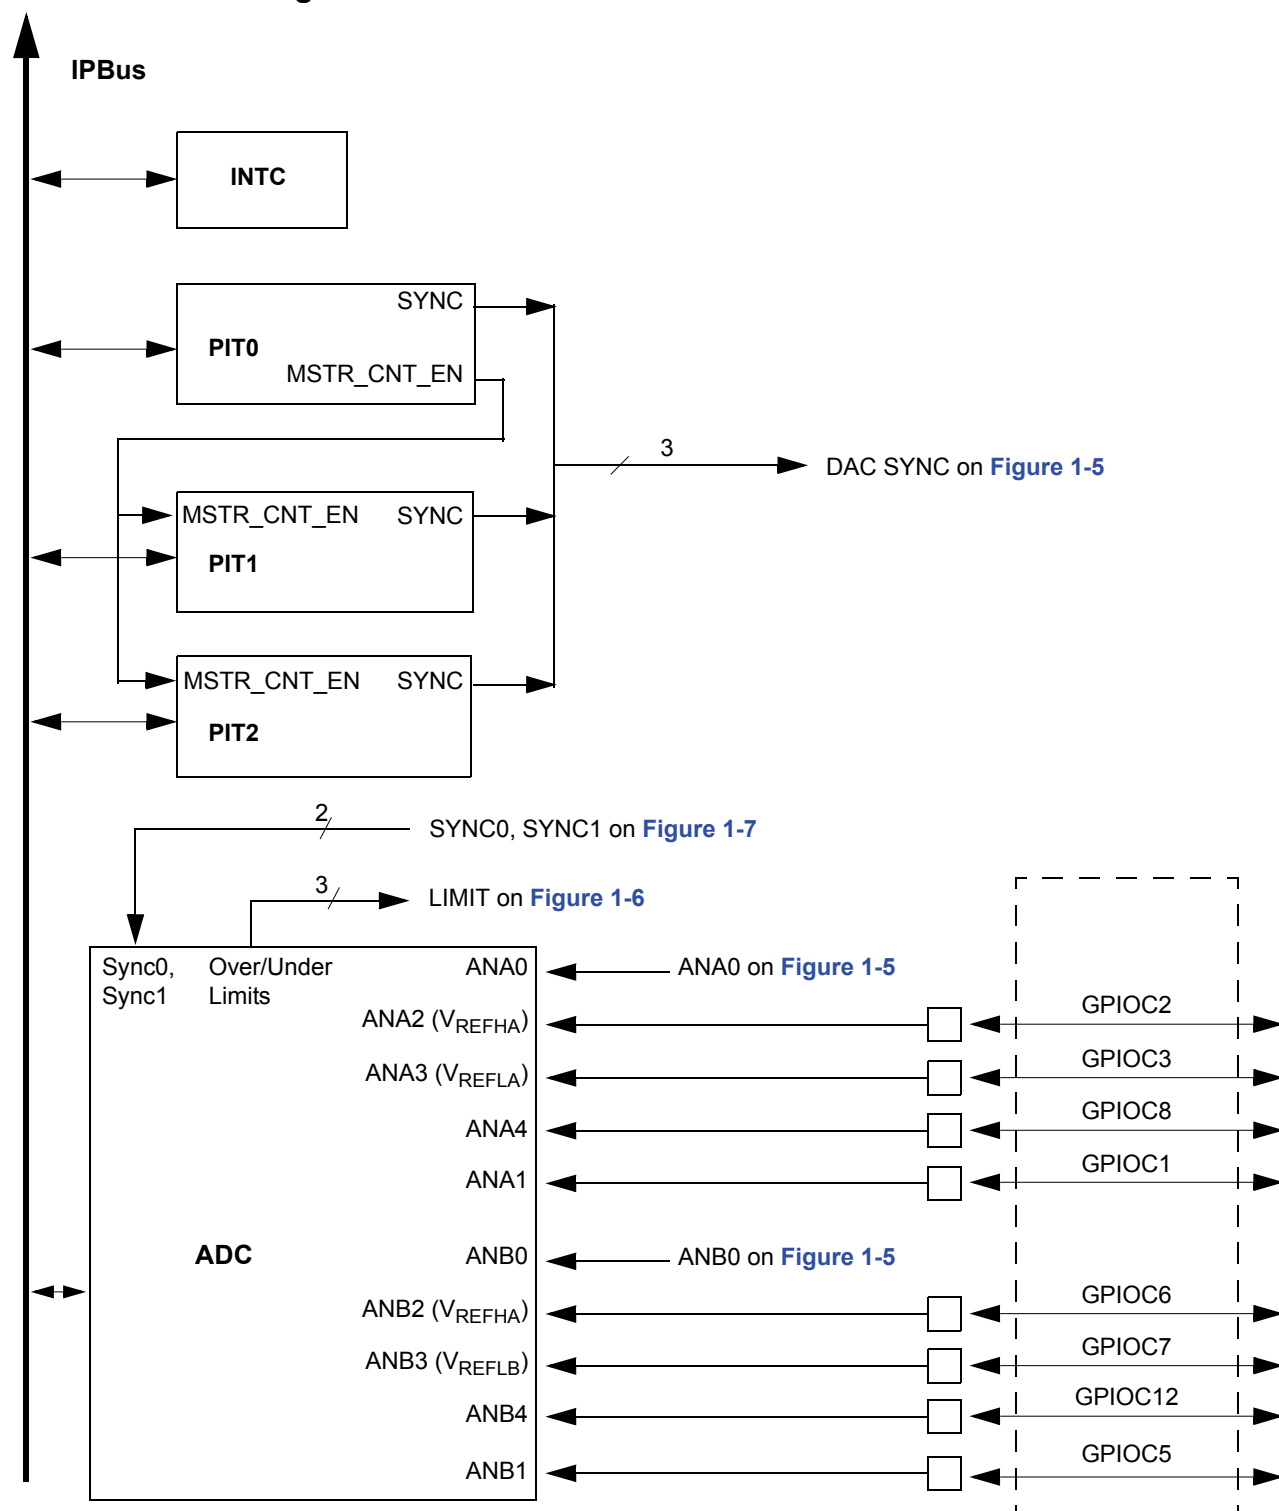 IPBus
INTC
SYNC
PIT0
MSTR_CNT_EN
3
DAC SYNC on Figure 1-5
MSTR_CNT_EN SYNC
PIT1
MSTR_CNT_EN SYNC
PIT2
2
SYNC0, SYNC1 on Figure 1-7
3
LIMIT on Figure 1-6
Sync0, Sync1
Over/Under Limits
ANA0
ANA0 on Figure 1-5
ANA2 (VREFHA)
GPIOC2
ANA3 (VREFLA)
GPIOC3
ANA4
GPIOC8
ANA1
GPIOC1
ADC
ANB0
ANB0 on Figure 1-5
ANB2 (VREFHA)
GPIOC6
ANB3 (VREFLB)
GPIOC7
ANB4
GPIOC12
ANB1
GPIOC5